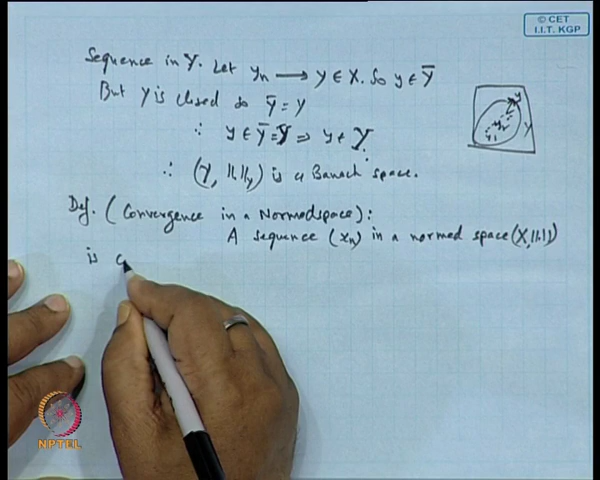 © CET
I.I.T. KGP
Sequence in Y. Let yn ⟶ y ∈ X. So y ∈ Ȳ
But Y is closed so Ȳ = Y
∴ y ∈ Ȳ = Y ⇒ y ∈ Y.
∴ (Y, ||.||y) is a Banach space.
Def. (Convergence in a Normed space):
A sequence (xn) in a normed space (X, ||.||)
is c
NPTEL